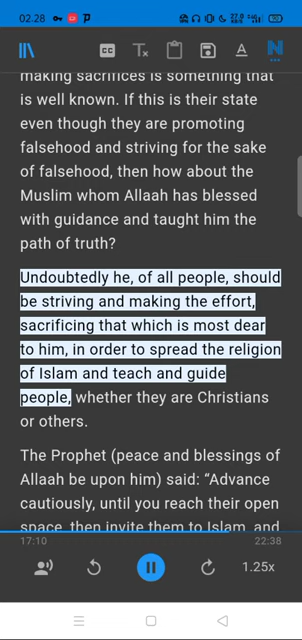 02.28
CC
making sacrifices is something that
is well known. If this is their state
even though they are promoting
falsehood and striving for the sake
of falsehood, then how about the
Muslim whom Allaah has blessed
with guidance and taught him the
path of truth?
Undoubtedly he, of all people, should
be striving and making the effort,
sacrificing that which is most dear
to him, in order to spread the religion
of Islam and teach and guide
people, whether they are Christians
or others.
The Prophet (peace and blessings of
Allaah be upon him) said: “Advance
cautiously, until you reach their open
space, then invite them to Islam, and
17:10 22:38
1.25x